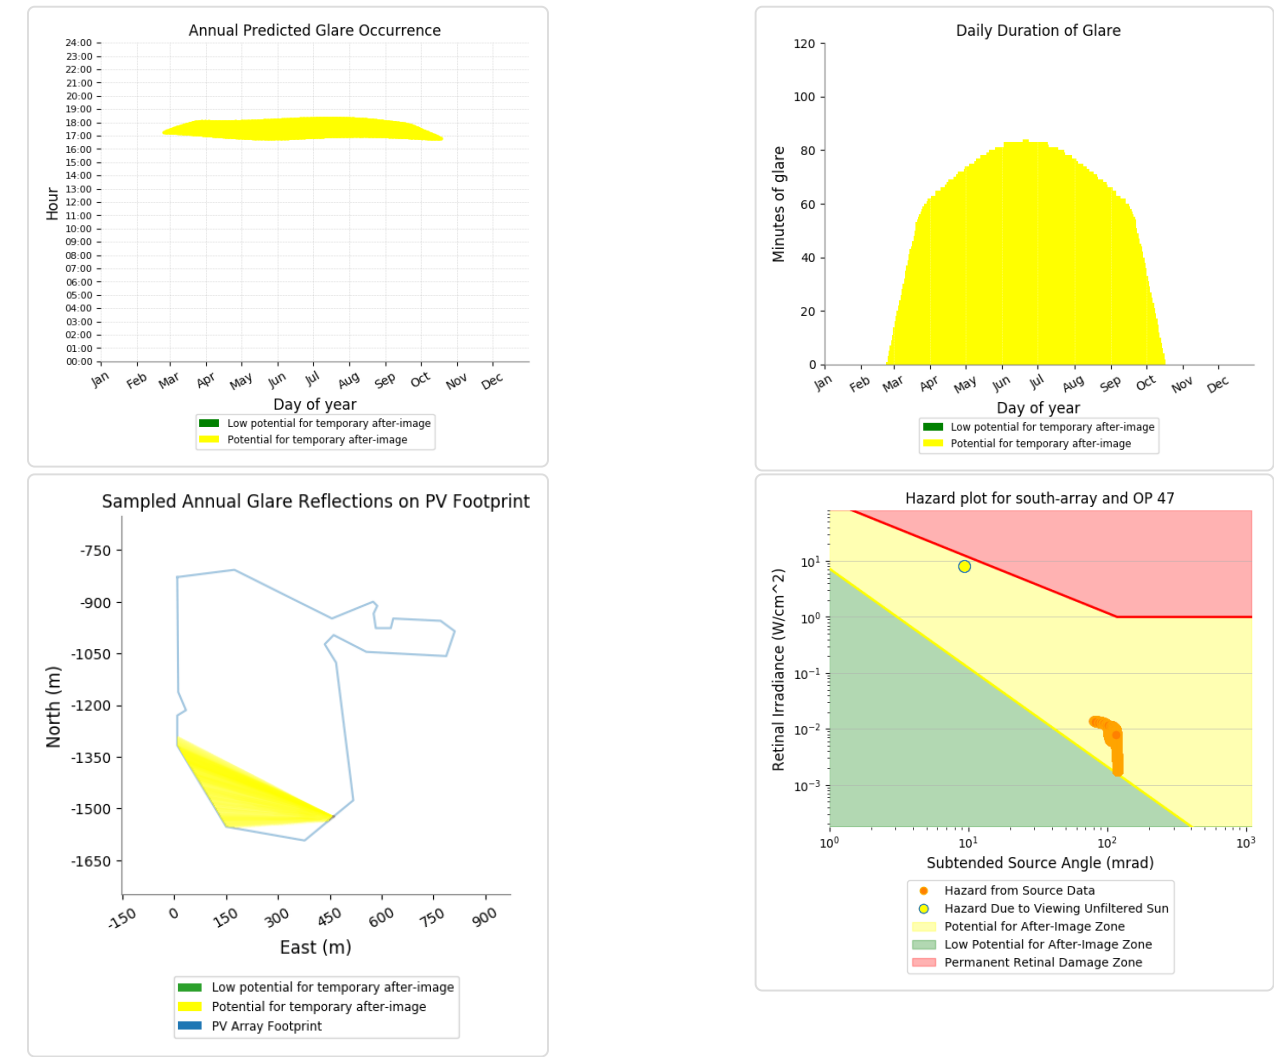 Annual Predicted Glare Occurrence
24:00
23:00
22:00
21:00
20:00
19:00
18:00
17:00
16:00
15:00
14:00
13:00
12:00
11:00
10:00
09:00
08:00
07:00
06:00
05:00
04:00
03:00
02:00
01:00
00:00
Hour
Jan Feb Mar Apr May Jun Jul Aug Sep Oct Nov Dec
Day of year
Low potential for temporary after-image
Potential for temporary after-image
Daily Duration of Glare
120
100
80
60
40
20
0
Minutes of glare
Jan Feb Mar Apr May Jun Jul Aug Sep Oct Nov Dec
Day of year
Low potential for temporary after-image
Potential for temporary after-image
Sampled Annual Glare Reflections on PV Footprint
-750
-900
-1050
-1200
-1350
-1500
-1650
North (m)
-150 0 150 300 450 600 750 900
East (m)
Low potential for temporary after-image
Potential for temporary after-image
PV Array Footprint
Hazard plot for south-array and OP 47
10¹
10⁰
10⁻¹
10⁻²
10⁻³
Retinal Irradiance (W/cm^2)
10⁰ 10¹ 10² 10³
Subtended Source Angle (mrad)
Hazard from Source Data
Hazard Due to Viewing Unfiltered Sun
Potential for After-Image Zone
Low Potential for After-Image Zone
Permanent Retinal Damage Zone